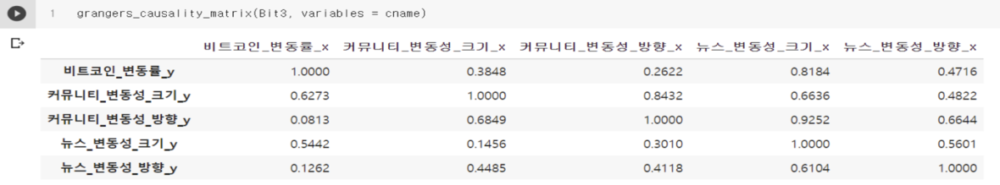 1 grangers_causality_matrix(Bit3, variables = cname)
비트코인_변동률_x 커뮤니티_변동성_크기_x 커뮤니티_변동성_방향_x 뉴스_변동성_크기_x 뉴스_변동성_방향_x
비트코인_변동률_y 1.0000 0.3848 0.2622 0.8184 0.4716
커뮤니티_변동성_크기_y 0.6273 1.0000 0.8432 0.6636 0.4822
커뮤니티_변동성_방향_y 0.0813 0.6849 1.0000 0.9252 0.6644
뉴스_변동성_크기_y 0.5442 0.1456 0.3010 1.0000 0.5601
뉴스_변동성_방향_y 0.1262 0.4485 0.4118 0.6104 1.0000